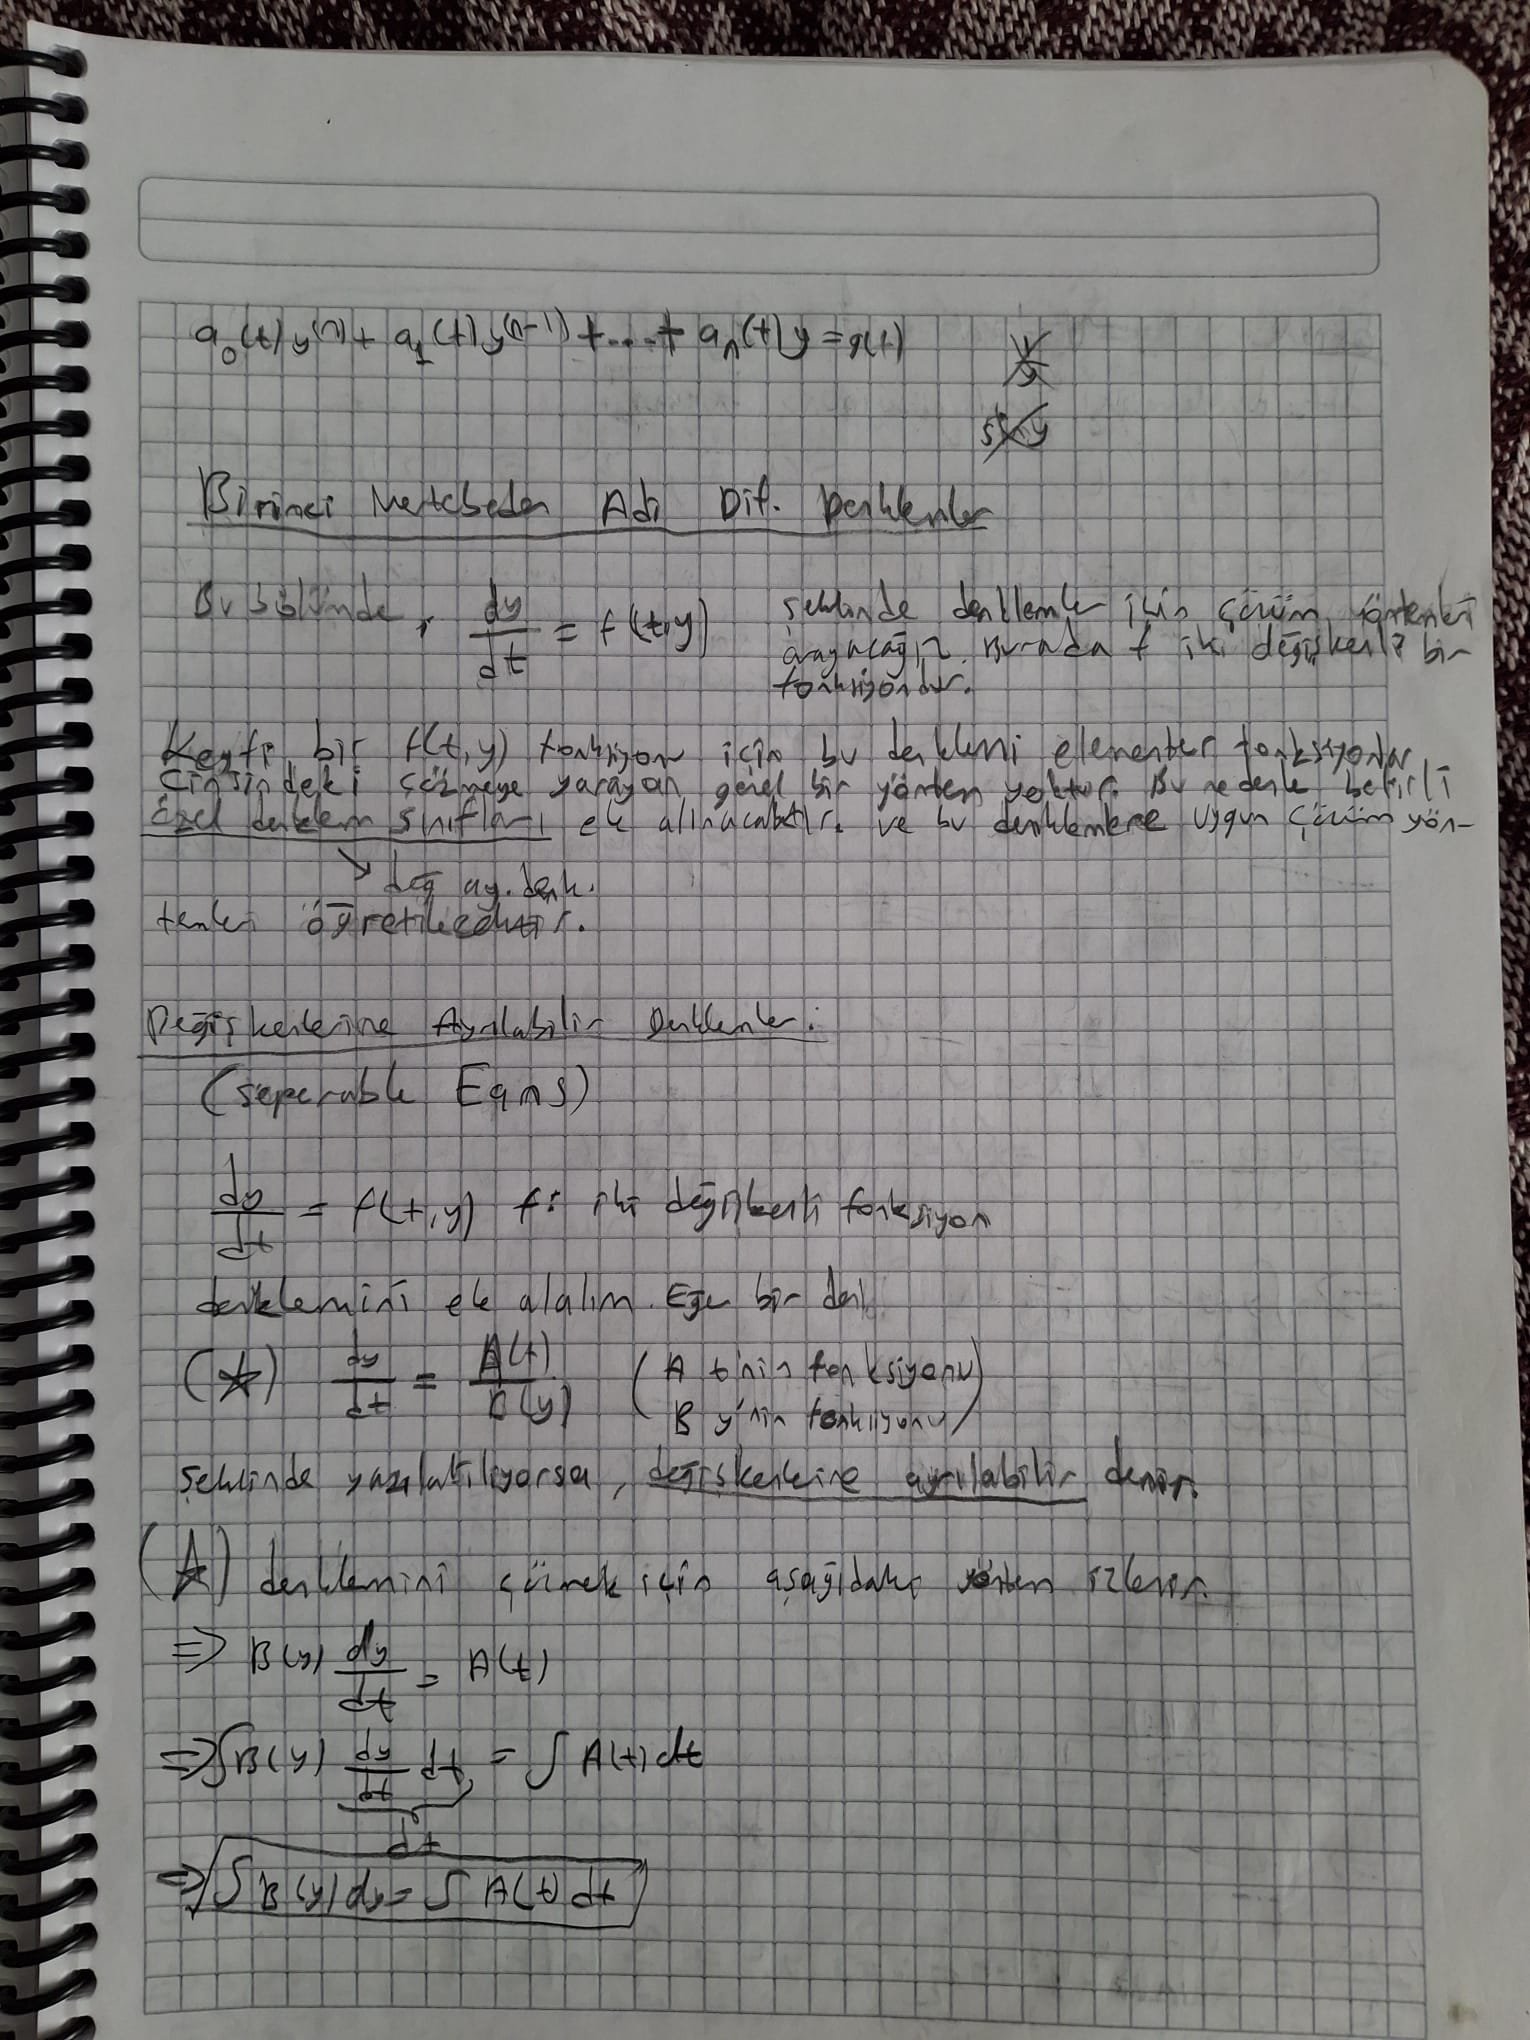 a₀(t)y⁽ⁿ⁾ + a₁(t)y⁽ⁿ⁻¹⁾ + ... + aₙ(t)y = g(t)
sin y
Birinci Mertebeden Adi Dif. Denklemler
Bu bölümde, dy/dt = f(t,y) şeklinde denklemler için çözüm yöntemleri
arayacağız. Burada f iki değişkenli bir
fonksiyondur.
Keyfi bir f(t,y) fonksiyon için bu denklemi elementer fonksiyonlar
cinsindeki çözmeye yarayan genel bir yöntem yoktur. Bu nedenle belirli
özel denklem sınıfları ele alınacaktır. ve bu denklemlere uygun çözüm yön-
↘ değ ay. denk.
temleri öğretilecektir.
Değişkenlerine Ayrılabilir Denklemler:
(Seperable Eqns)
dy/dt = f(t,y) f: iki değişkenli fonksiyon
denklemini ele alalım. Eğer bir denk
(☆) dy/dt = A(t)/B(y) (A t'nin fonksiyonu
B y'nin fonksiyonu)
şeklinde yazılabiliyorsa, değişkenlerine ayrılabilir denir.
(☆) denklemini çözmek için aşağıdaki yöntem izlenir.
⇒ B(y) dy/dt = A(t)
⇒ ∫B(y) dy/dt dt = ∫ A(t) dt
dt
⇒ ∫ B(y) dy = ∫ A(t) dt